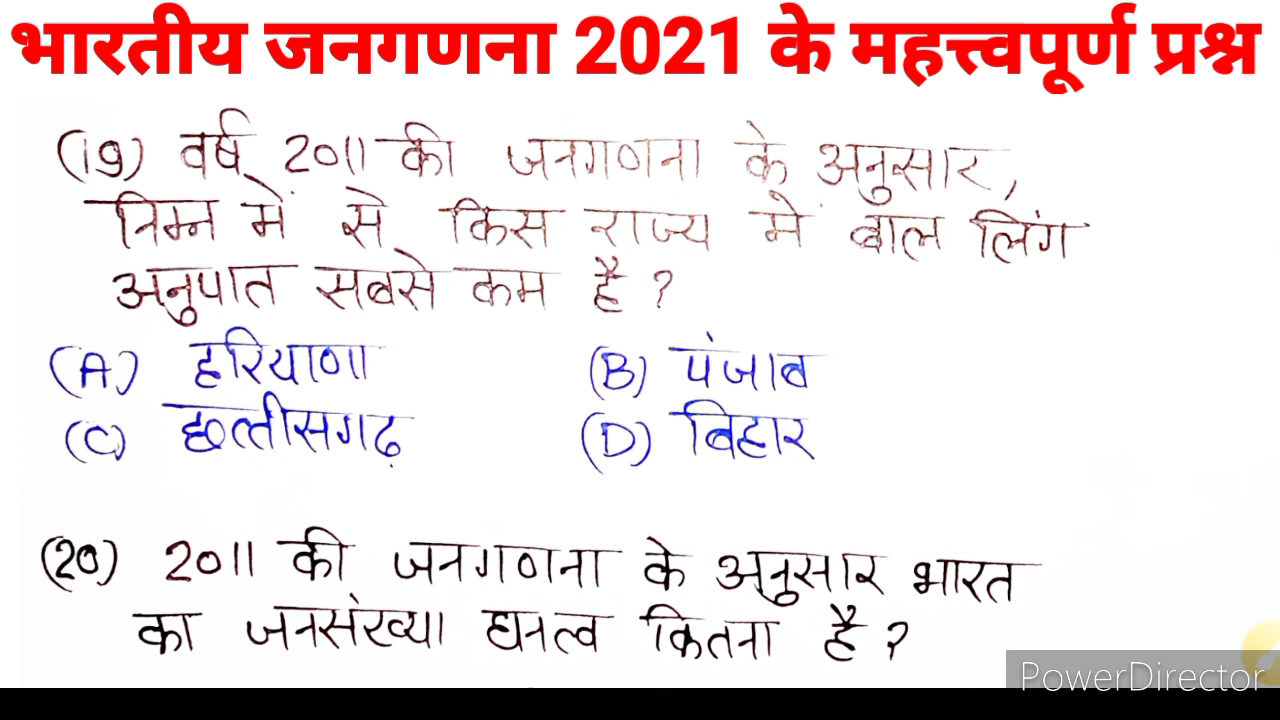 भारतीय जनगणना 2021 के महत्त्वपूर्ण प्रश्न
(19) वर्ष 2011 की जनगणना के अनुसार,
निम्न में से किस राज्य में बाल लिंग
अनुपात सबसे कम है ?
(A) हरियाणा (B) पंजाब
(C) छत्तीसगढ़ (D) बिहार
(20) 2011 की जनगणना के अनुसार भारत
का जनसंख्या घनत्व कितना है ?
PowerDirector